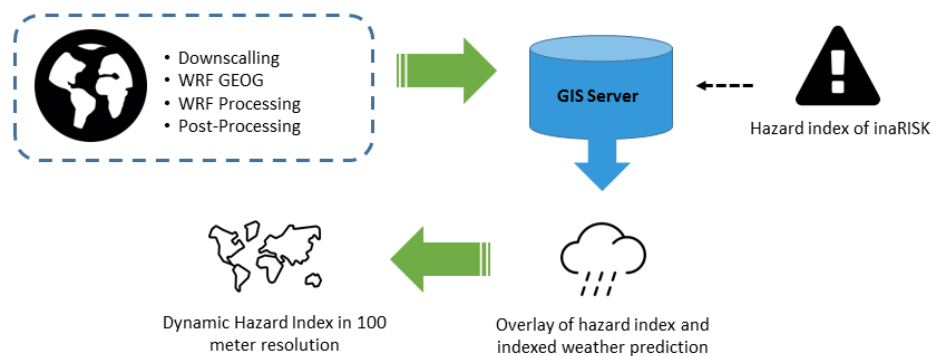 • Downscalling
• WRF GEOG
• WRF Processing
• Post-Processing
GIS Server
Hazard index of inaRISK
Dynamic Hazard Index in 100
meter resolution
Overlay of hazard index and
indexed weather prediction